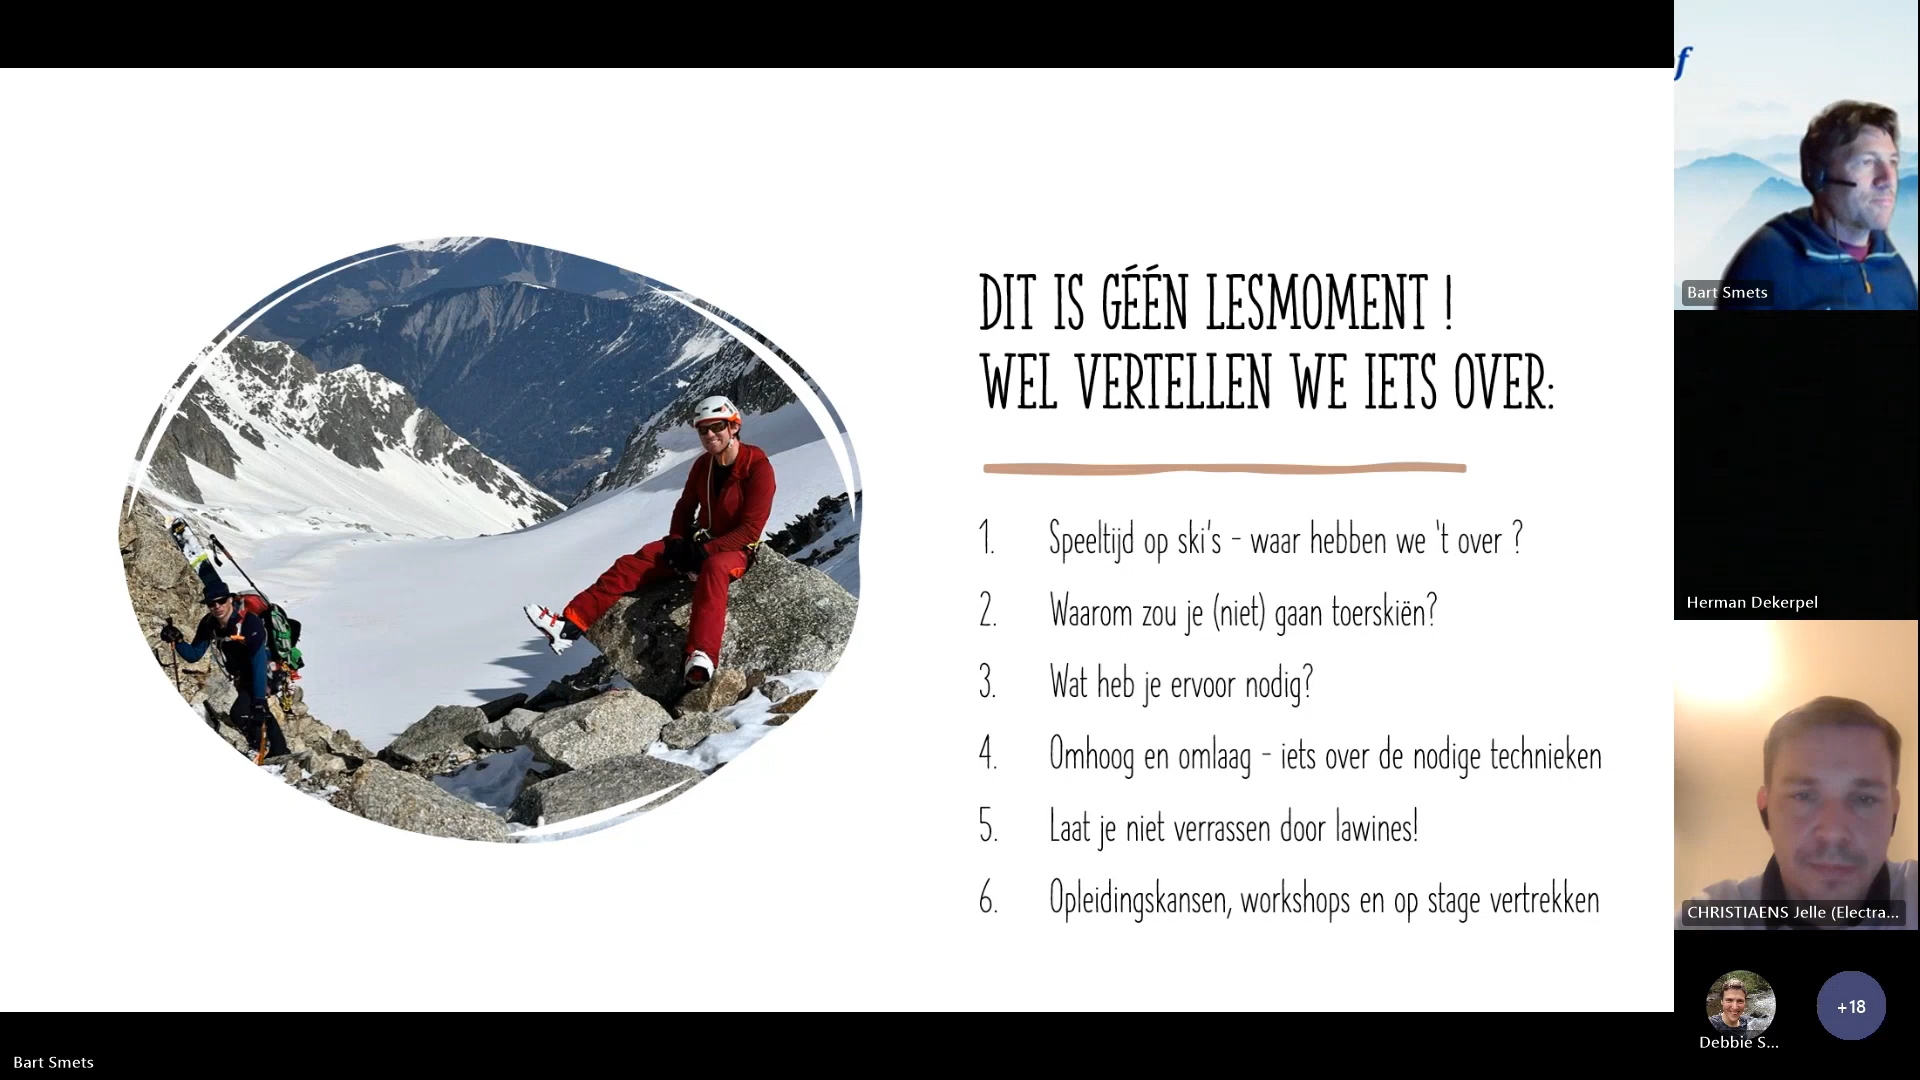 DIT IS GÉÉN LESMOMENT !
WEL VERTELLEN WE IETS OVER:
1. Speeltijd op ski's - waar hebben we 't over ?
2. Waarom zou je (niet) gaan toerskiën?
3. Wat heb je ervoor nodig?
4. Omhoog en omlaag - iets over de nodige technieken
5. Laat je niet verrassen door lawines!
6. Opleidingskansen, workshops en op stage vertrekken
f
Bart Smets
Herman Dekerpel
CHRISTIAENS Jelle (Electra...
Debbie S...
+18
Bart Smets